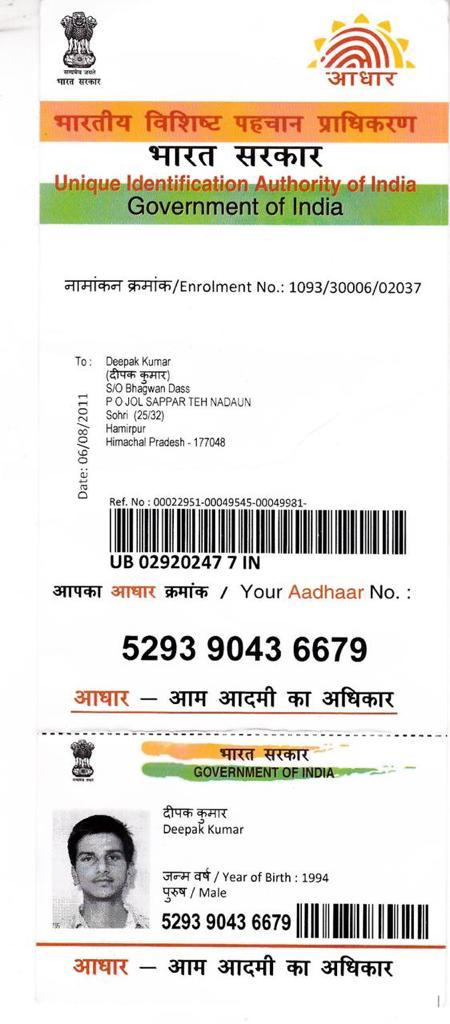 सत्यमेव जयते
भारत सरकार
आधार
भारतीय विशिष्ट पहचान प्राधिकरण
भारत सरकार
Unique Identification Authority of India
Government of India
नामांकन क्रमांक/Enrolment No.: 1093/30006/02037
To : Deepak Kumar
(दीपक कुमार)
S/O Bhagwan Dass
P O JOL SAPPAR TEH NADAUN
Sohri (25/32)
Hamirpur
Himachal Pradesh - 177048
Date: 06/08/2011
Ref. No : 00022951-00049545-00049981-
UB 02920247 7 IN
आपका आधार क्रमांक / Your Aadhaar No. :
5293 9043 6679
आधार — आम आदमी का अधिकार
भारत सरकार
GOVERNMENT OF INDIA
दीपक कुमार
Deepak Kumar
जन्म वर्ष / Year of Birth : 1994
पुरुष / Male
5293 9043 6679
आधार — आम आदमी का अधिकार